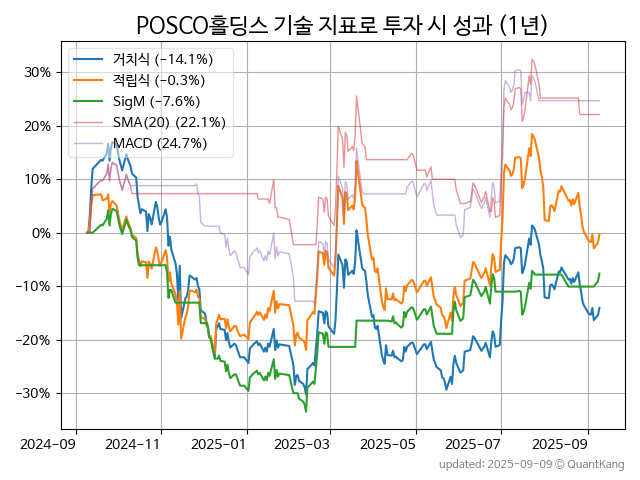 POSCO홀딩스 기술 지표로 투자 시 성과 (1년)
거치식 (−14.1%)
적립식 (−0.3%)
SigM (−7.6%)
SMA(20) (22.1%)
MACD (24.7%)
30%
20%
10%
0%
−10%
−20%
−30%
2024-09
2024-11
2025-01
2025-03
2025-05
2025-07
2025-09
updated: 2025-09-09 ⓒ QuantKang